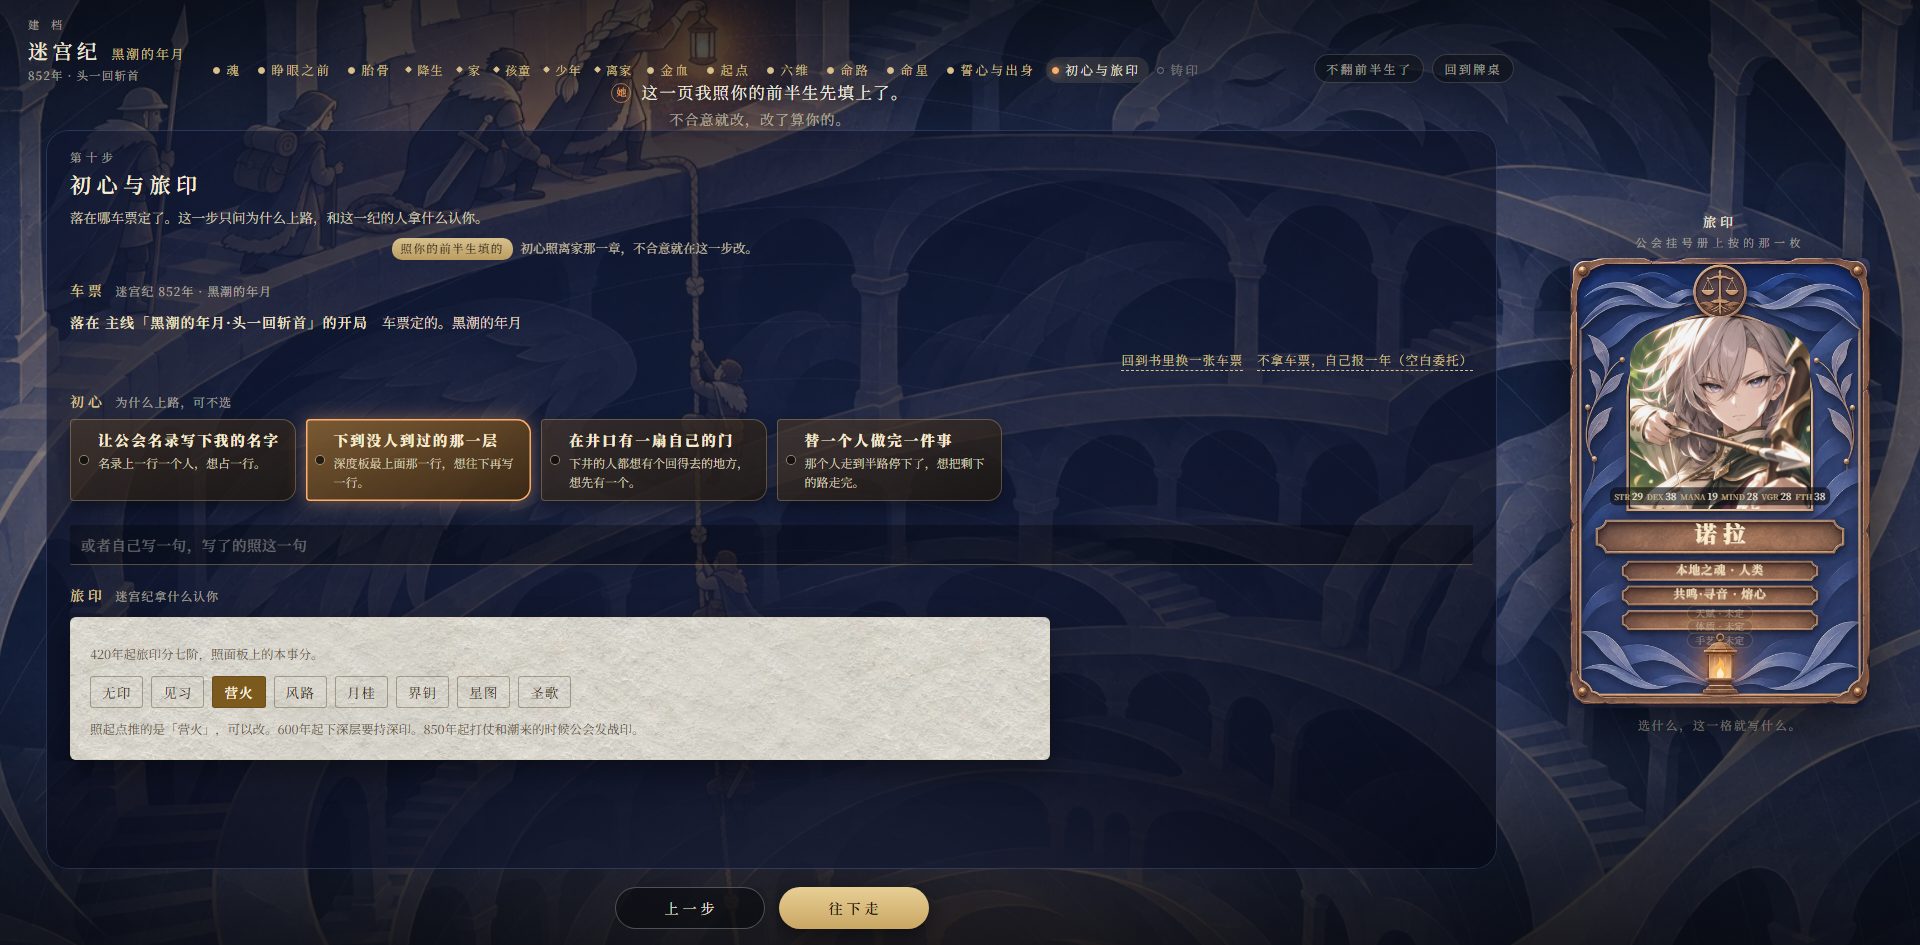 建 档
迷宫纪 黑潮的年月
852年 · 头一回斩首
魂 睁眼之前 胎骨 降生 家 孩童 少年 离家 金血 起点 六维 命路 命星 誓心与出身 初心与旅印 铸印
不翻前半生了 回到牌桌
她 这一页我照你的前半生先填上了。
不合意就改，改了算你的。
第十步
初心与旅印
落在哪车票定了。这一步只问为什么上路，和这一纪的人拿什么认你。
照你的前半生填的 初心照离家那一章，不合意就在这一步改。
车票 迷宫纪 852年 · 黑潮的年月
落在 主线「黑潮的年月·头一回斩首」的开局 车票定的。黑潮的年月
回到书里换一张车票 不拿车票，自己报一年（空白委托）
初心 为什么上路，可不选
让公会名录写下我的名字
名录上一行一个人，想占一行。
下到没人到过的那一层
深度板最上面那一行，想往下再写
一行。
在井口有一扇自己的门
下井的人都想有个回得去的地方，
想先有一个。
替一个人做完一件事
那个人走到半路停下了，想把剩下
的路走完。
或者自己写一句，写了的照这一句
旅印 迷宫纪拿什么认你
420年起旅印分七阶，照面板上的本事分。
无印 见习 营火 风路 月桂 界钥 星图 圣歌
照起点推的是「营火」，可以改。600年起下深层要持深印。850年起打仗和潮来的时候公会发战印。
上一步 往下走
旅印
公会挂号册上按的那一枚
STR 29 DEX 38 MANA 19 MIND 28 VGR 28 FTH 38
诺拉
本地之魂 · 人类
共鸣·寻音 · 熔心
天赋 · 未定
体质 · 未定
手艺 · 未定
选什么，这一格就写什么。